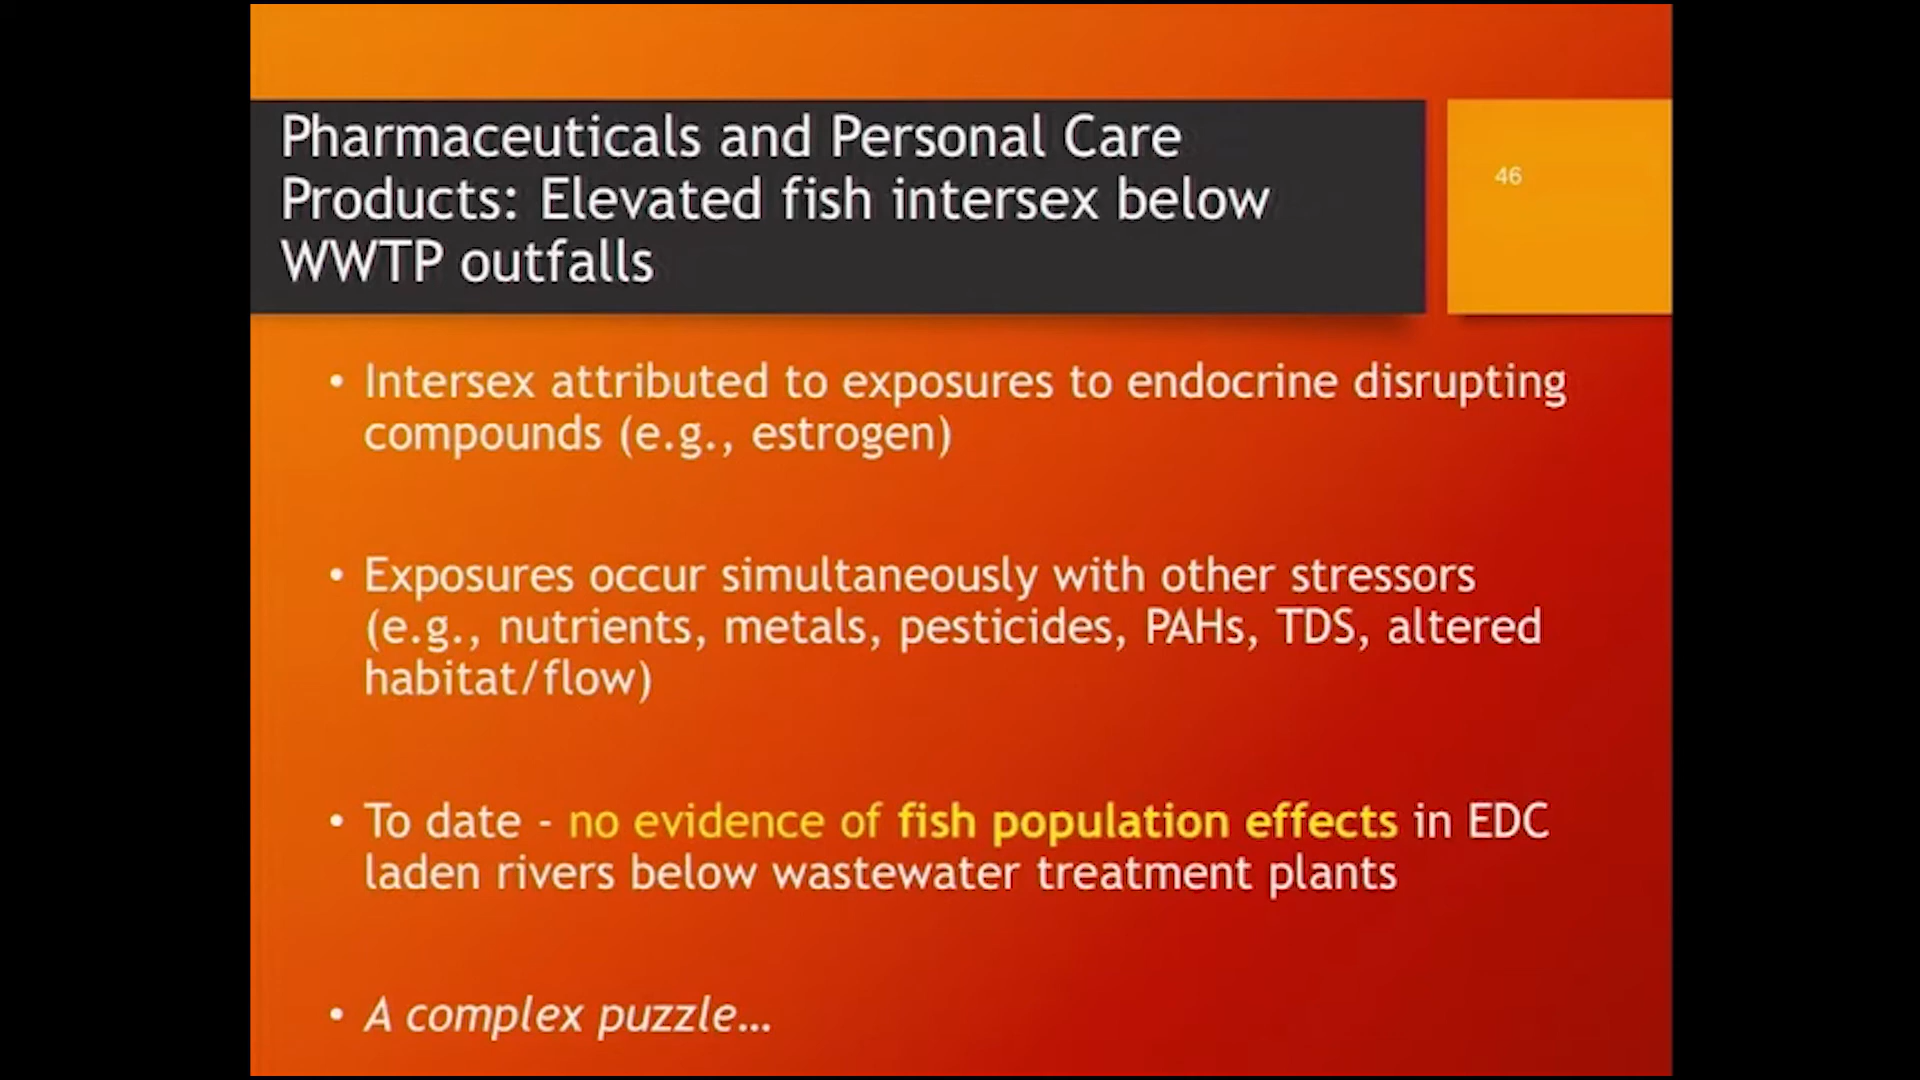 Pharmaceuticals and Personal Care
Products: Elevated fish intersex below
WWTP outfalls
46
• Intersex attributed to exposures to endocrine disrupting
compounds (e.g., estrogen)
• Exposures occur simultaneously with other stressors
(e.g., nutrients, metals, pesticides, PAHs, TDS, altered
habitat/flow)
• To date - no evidence of fish population effects in EDC
laden rivers below wastewater treatment plants
• A complex puzzle…